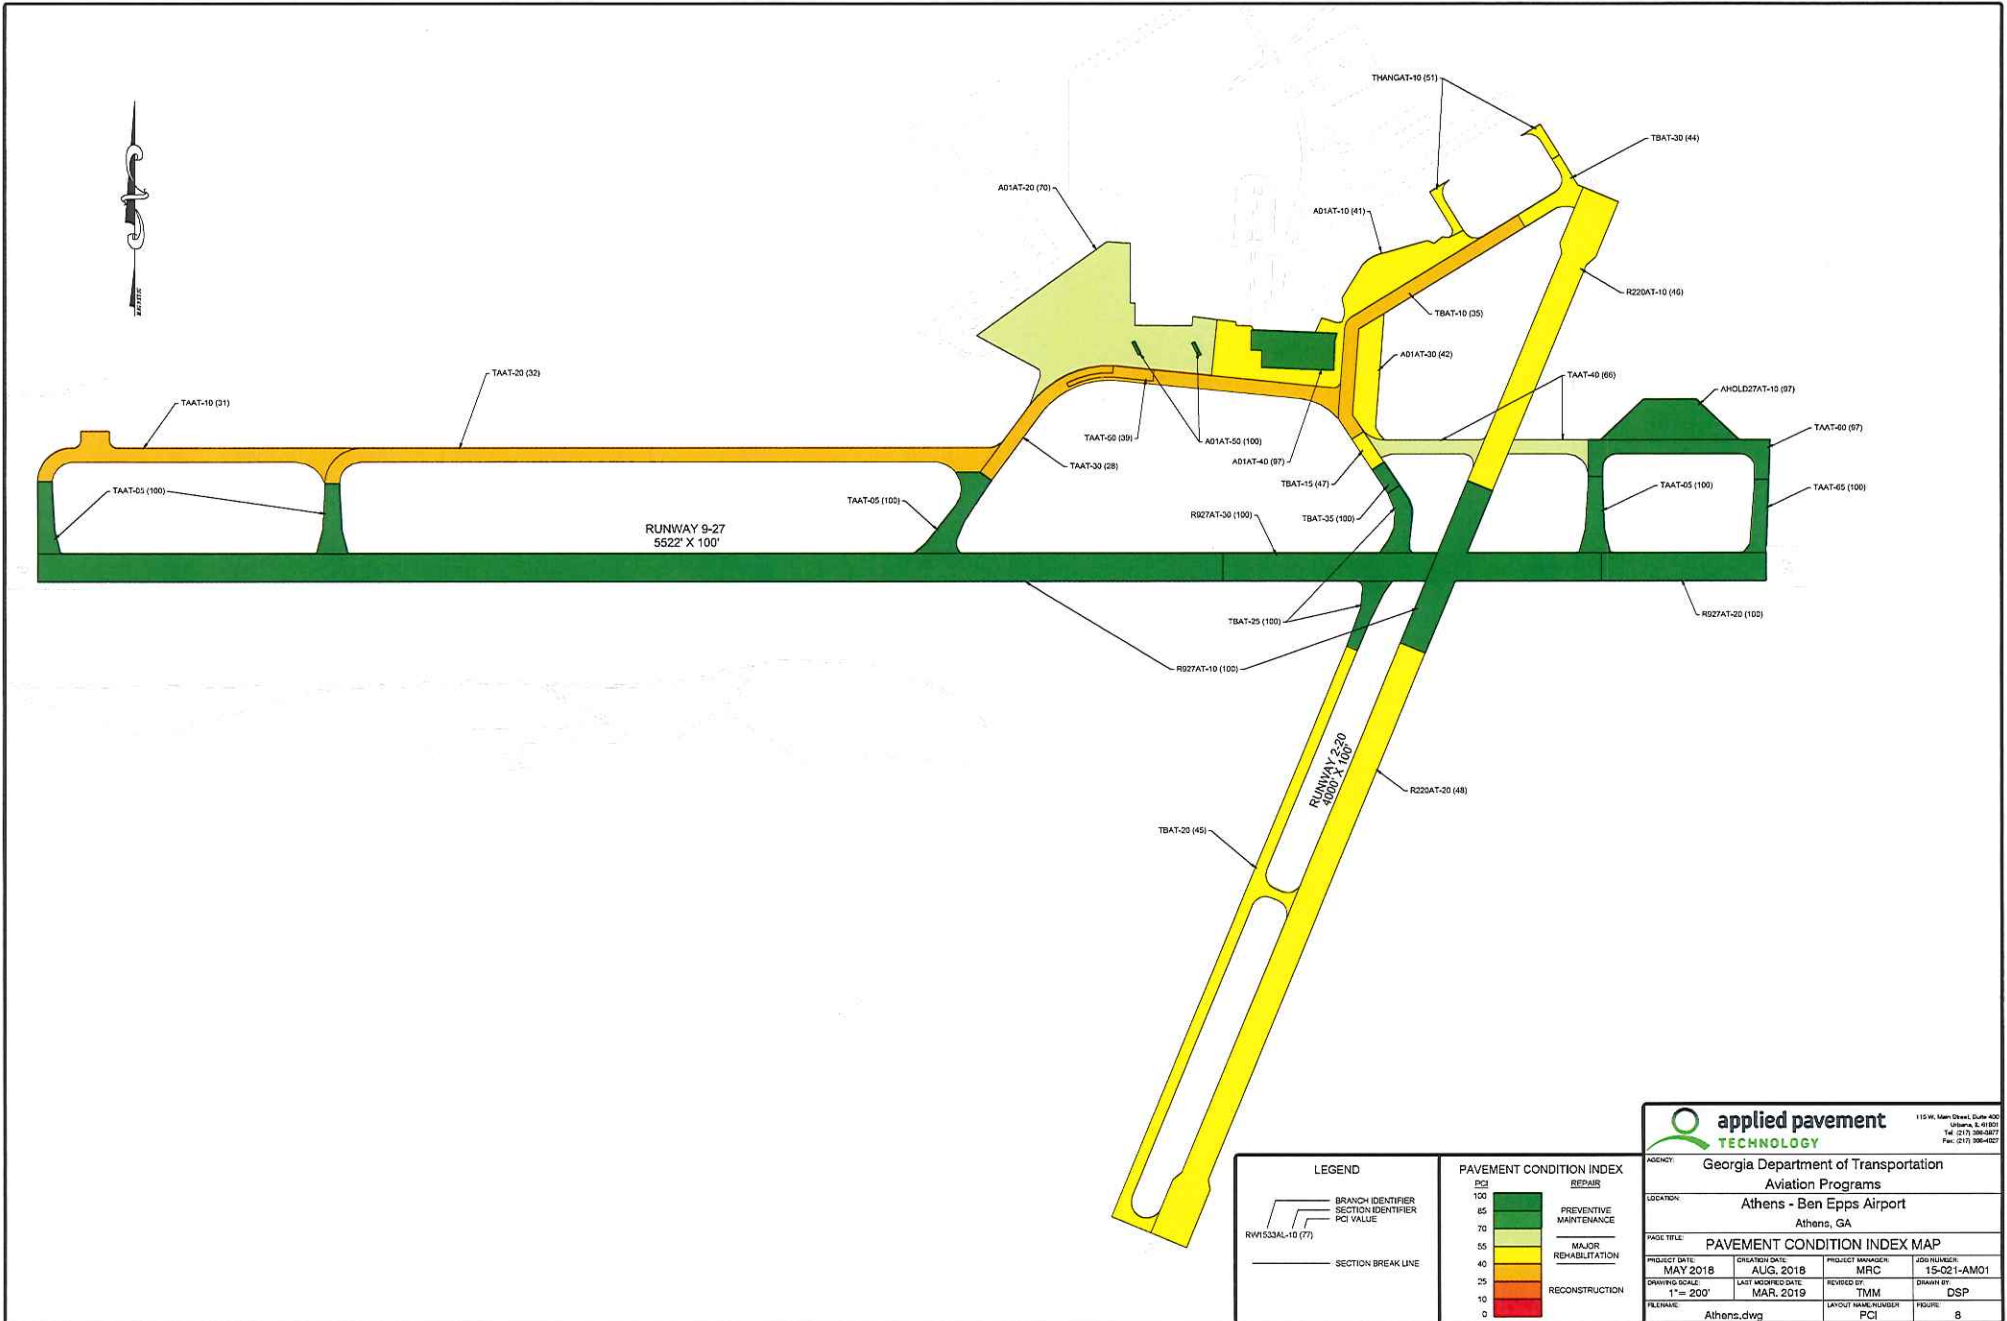 THANGAT-10 (51)
TBAT-30 (44)
A01AT-20 (70)
A01AT-10 (41)
R220AT-10 (46)
TBAT-10 (35)
A01AT-30 (42)
TAAT-20 (32)
TAAT-40 (66)
AHOLD27AT-10 (97)
TAAT-10 (31)
TAAT-50 (39)
A01AT-50 (100)
TAAT-60 (97)
A01AT-40 (97)
TAAT-30 (28)
TBAT-15 (47)
TAAT-05 (100)
TAAT-05 (100)
TAAT-05 (100)
TAAT-65 (100)
R927AT-30 (100)
TBAT-35 (100)
RUNWAY 9-27
5522' X 100'
R927AT-20 (100)
TBAT-25 (100)
R927AT-10 (100)
RUNWAY 2-20
4000' X 100'
R220AT-20 (48)
TBAT-20 (45)
LEGEND
BRANCH IDENTIFIER
SECTION IDENTIFIER
PCI VALUE
RW1533AL-10 (77)
SECTION BREAK LINE
PAVEMENT CONDITION INDEX
PCI REPAIR
100
85
70
55
40
25
10
0
PREVENTIVE
MAINTENANCE
MAJOR
REHABILITATION
RECONSTRUCTION
applied pavement
TECHNOLOGY
115 W. Main Street, Suite 400
Urbana, IL 61801
AGENCY:
Georgia Department of Transportation
Aviation Programs
LOCATION:
Athens - Ben Epps Airport
Athens, GA
PAGE TITLE:
PAVEMENT CONDITION INDEX MAP
PROJECT DATE: CREATION DATE: PROJECT MANAGER: JOB NUMBER:
MAY 2018 AUG. 2018 MRC 15-021-AM01
DRAWING SCALE: LAST MODIFIED DATE: REVISED BY: DRAWN BY:
1"= 200' MAR. 2019 TMM DSP
FILENAME: LAYOUT NAME/NUMBER: FIGURE:
Athens.dwg PCI 8